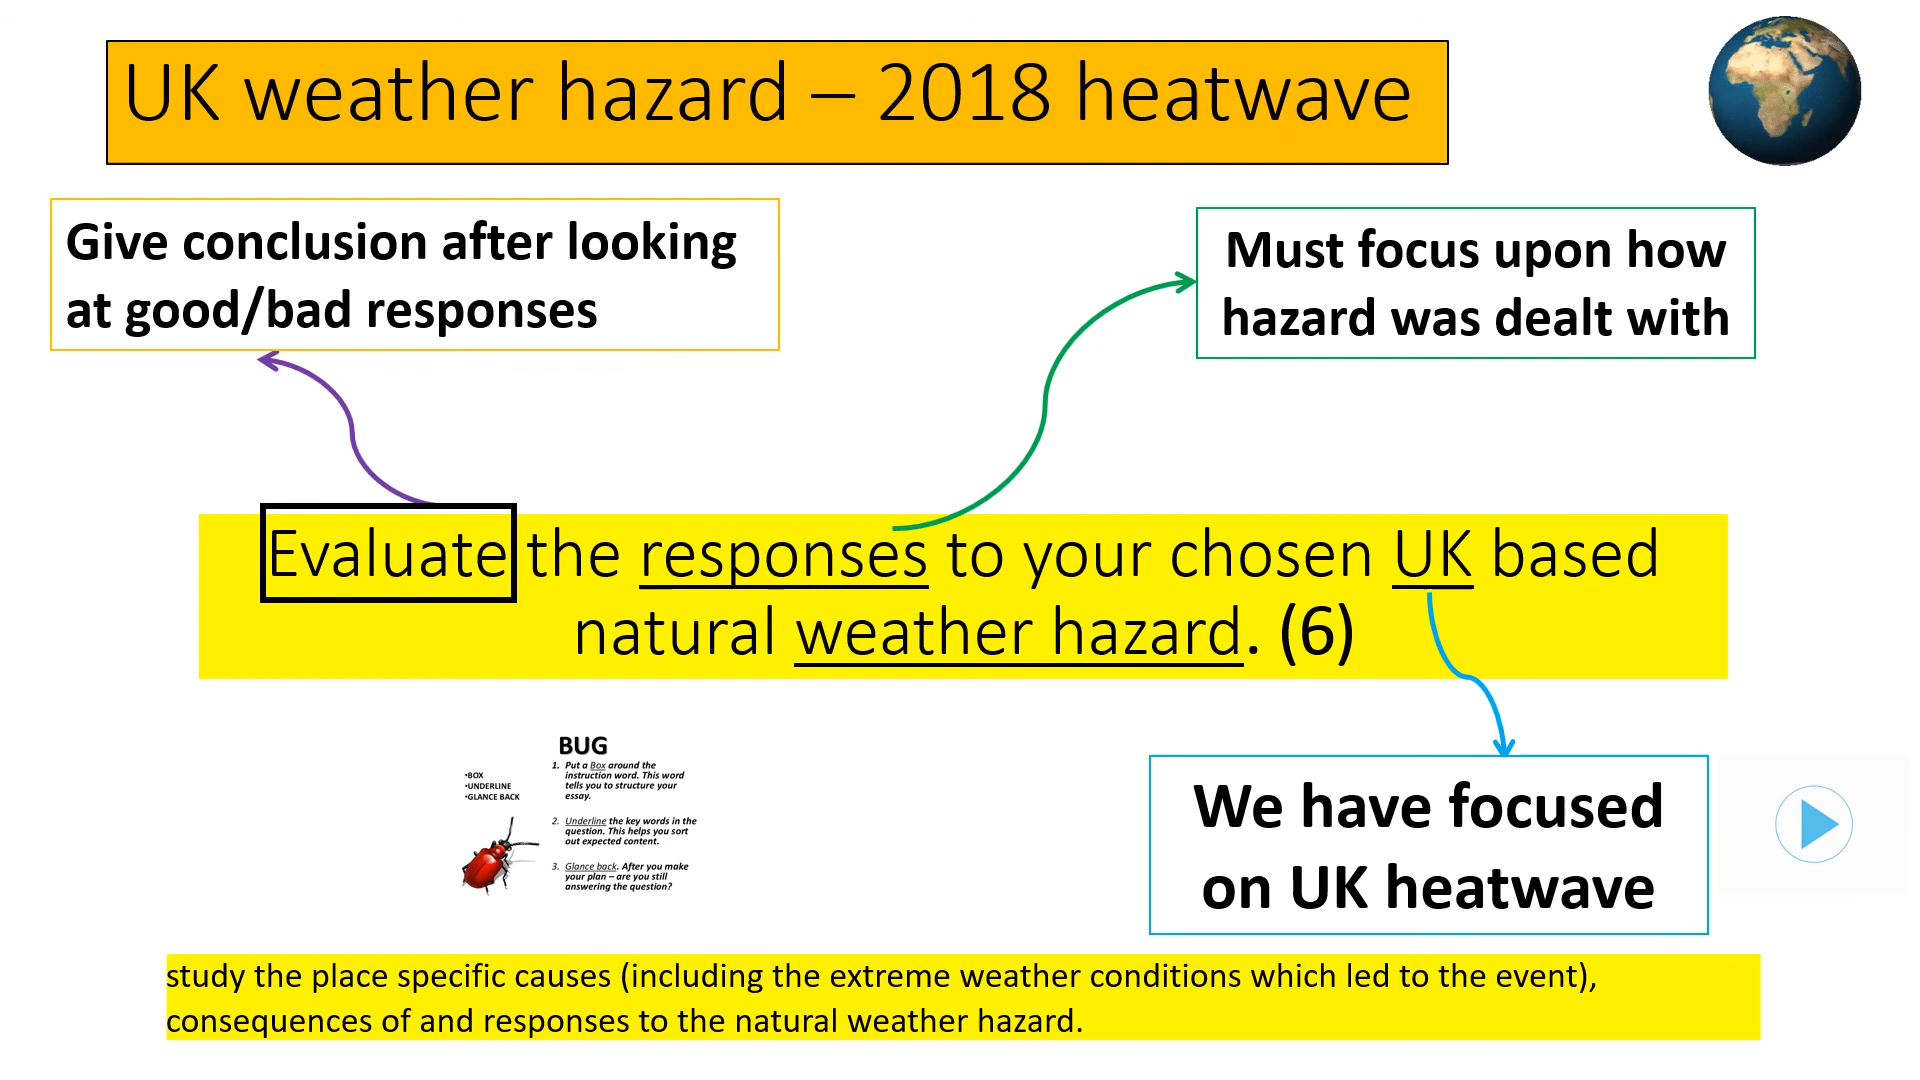 UK weather hazard – 2018 heatwave
Give conclusion after looking
at good/bad responses
Must focus upon how
hazard was dealt with
Evaluate the responses to your chosen UK based
natural weather hazard. (6)
BUG
•BOX
•UNDERLINE
•GLANCE BACK
1. Put a Box around the
instruction word. This word
tells you to structure your
essay.
2. Underline the key words in the
question. This helps you sort
out expected content.
3. Glance back. After you make
your plan – are you still
answering the question?
We have focused
on UK heatwave
study the place specific causes (including the extreme weather conditions which led to the event),
consequences of and responses to the natural weather hazard.